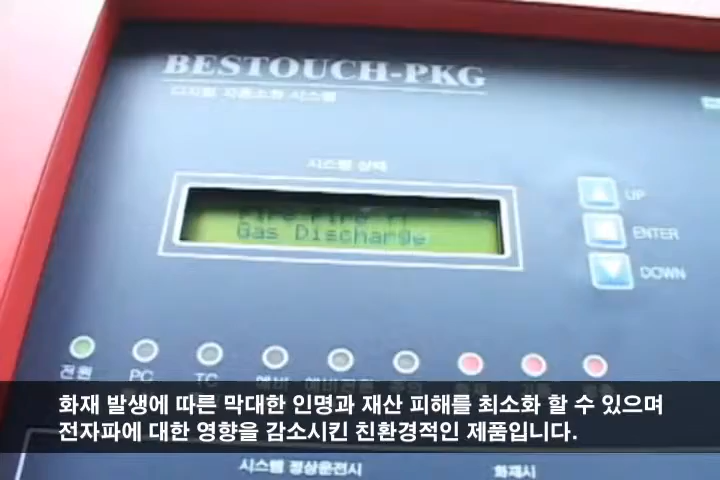 BESTOUCH-PKG
디지털 자동소화 시스템
시스템 상태
Gas Discharge
UP
ENTER
DOWN
전원
PC
TC
예비
화재 발생에 따른 막대한 인명과 재산 피해를 최소화 할 수 있으며
전자파에 대한 영향을 감소시킨 친환경적인 제품입니다.
시스템 정상운전시
화재시